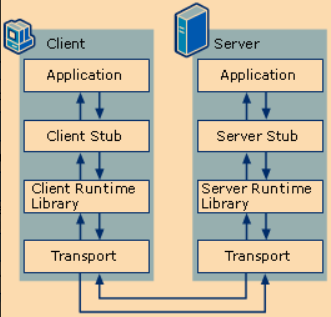 Client
Application
Client Stub
Client Runtime
Library
Transport
Server
Application
Server Stub
Server Runtime
Library
Transport